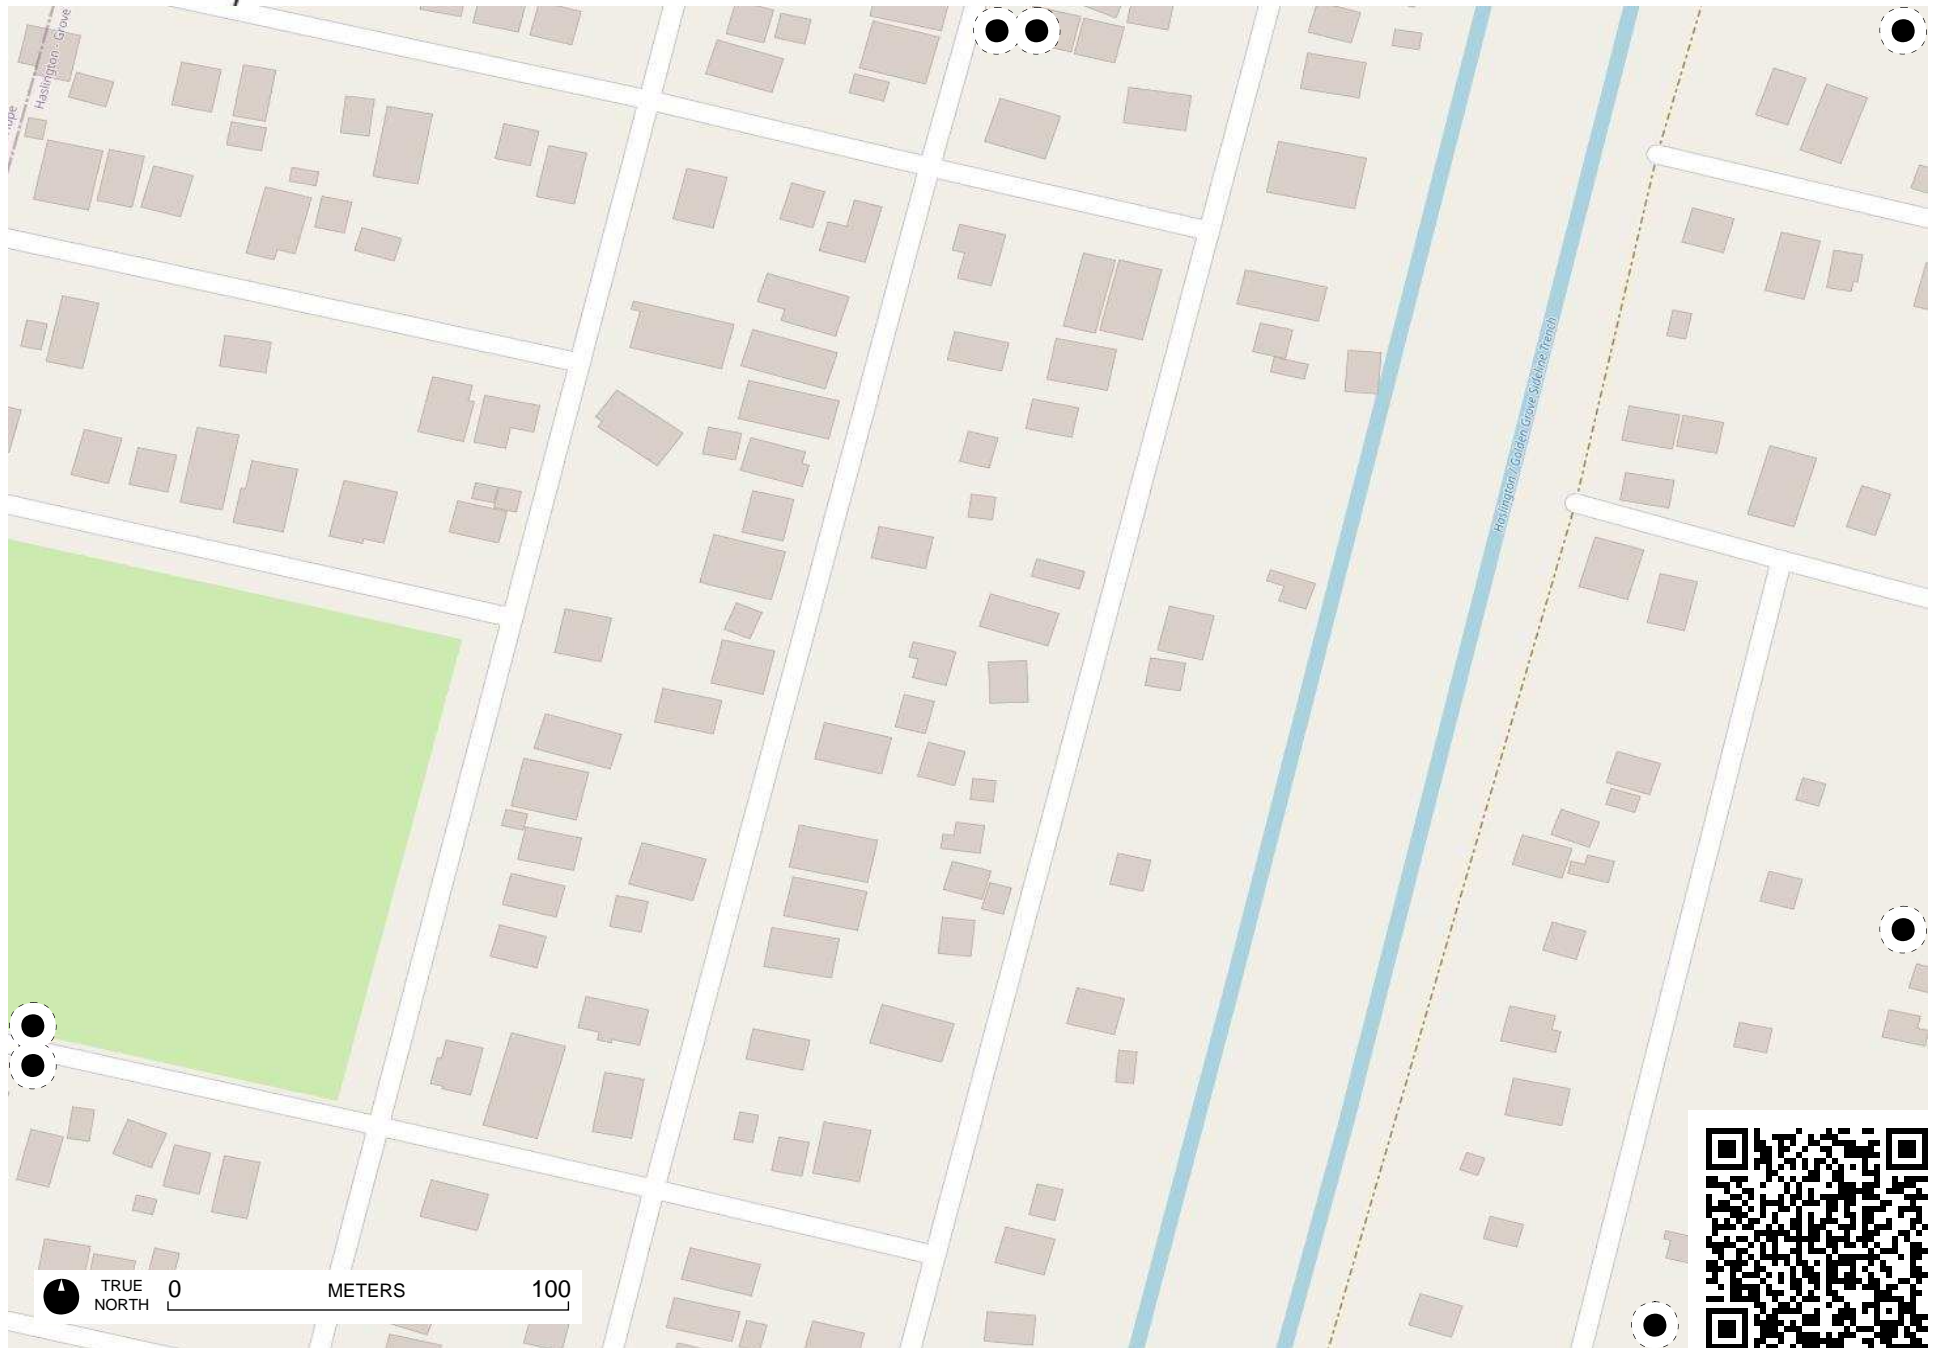 Haslington - Grove
Haslington / Golden Grove Sideline Trench
TRUE
NORTH
0
METERS
100